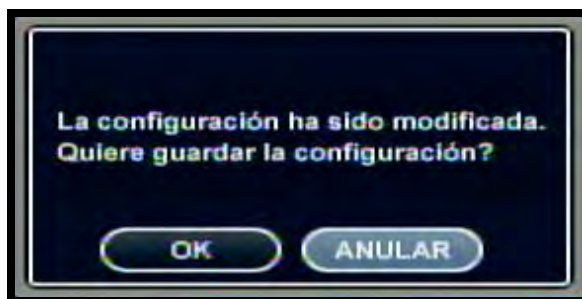 La configuración ha sido modificada.
Quiere guardar la configuración?
OK ANULAR